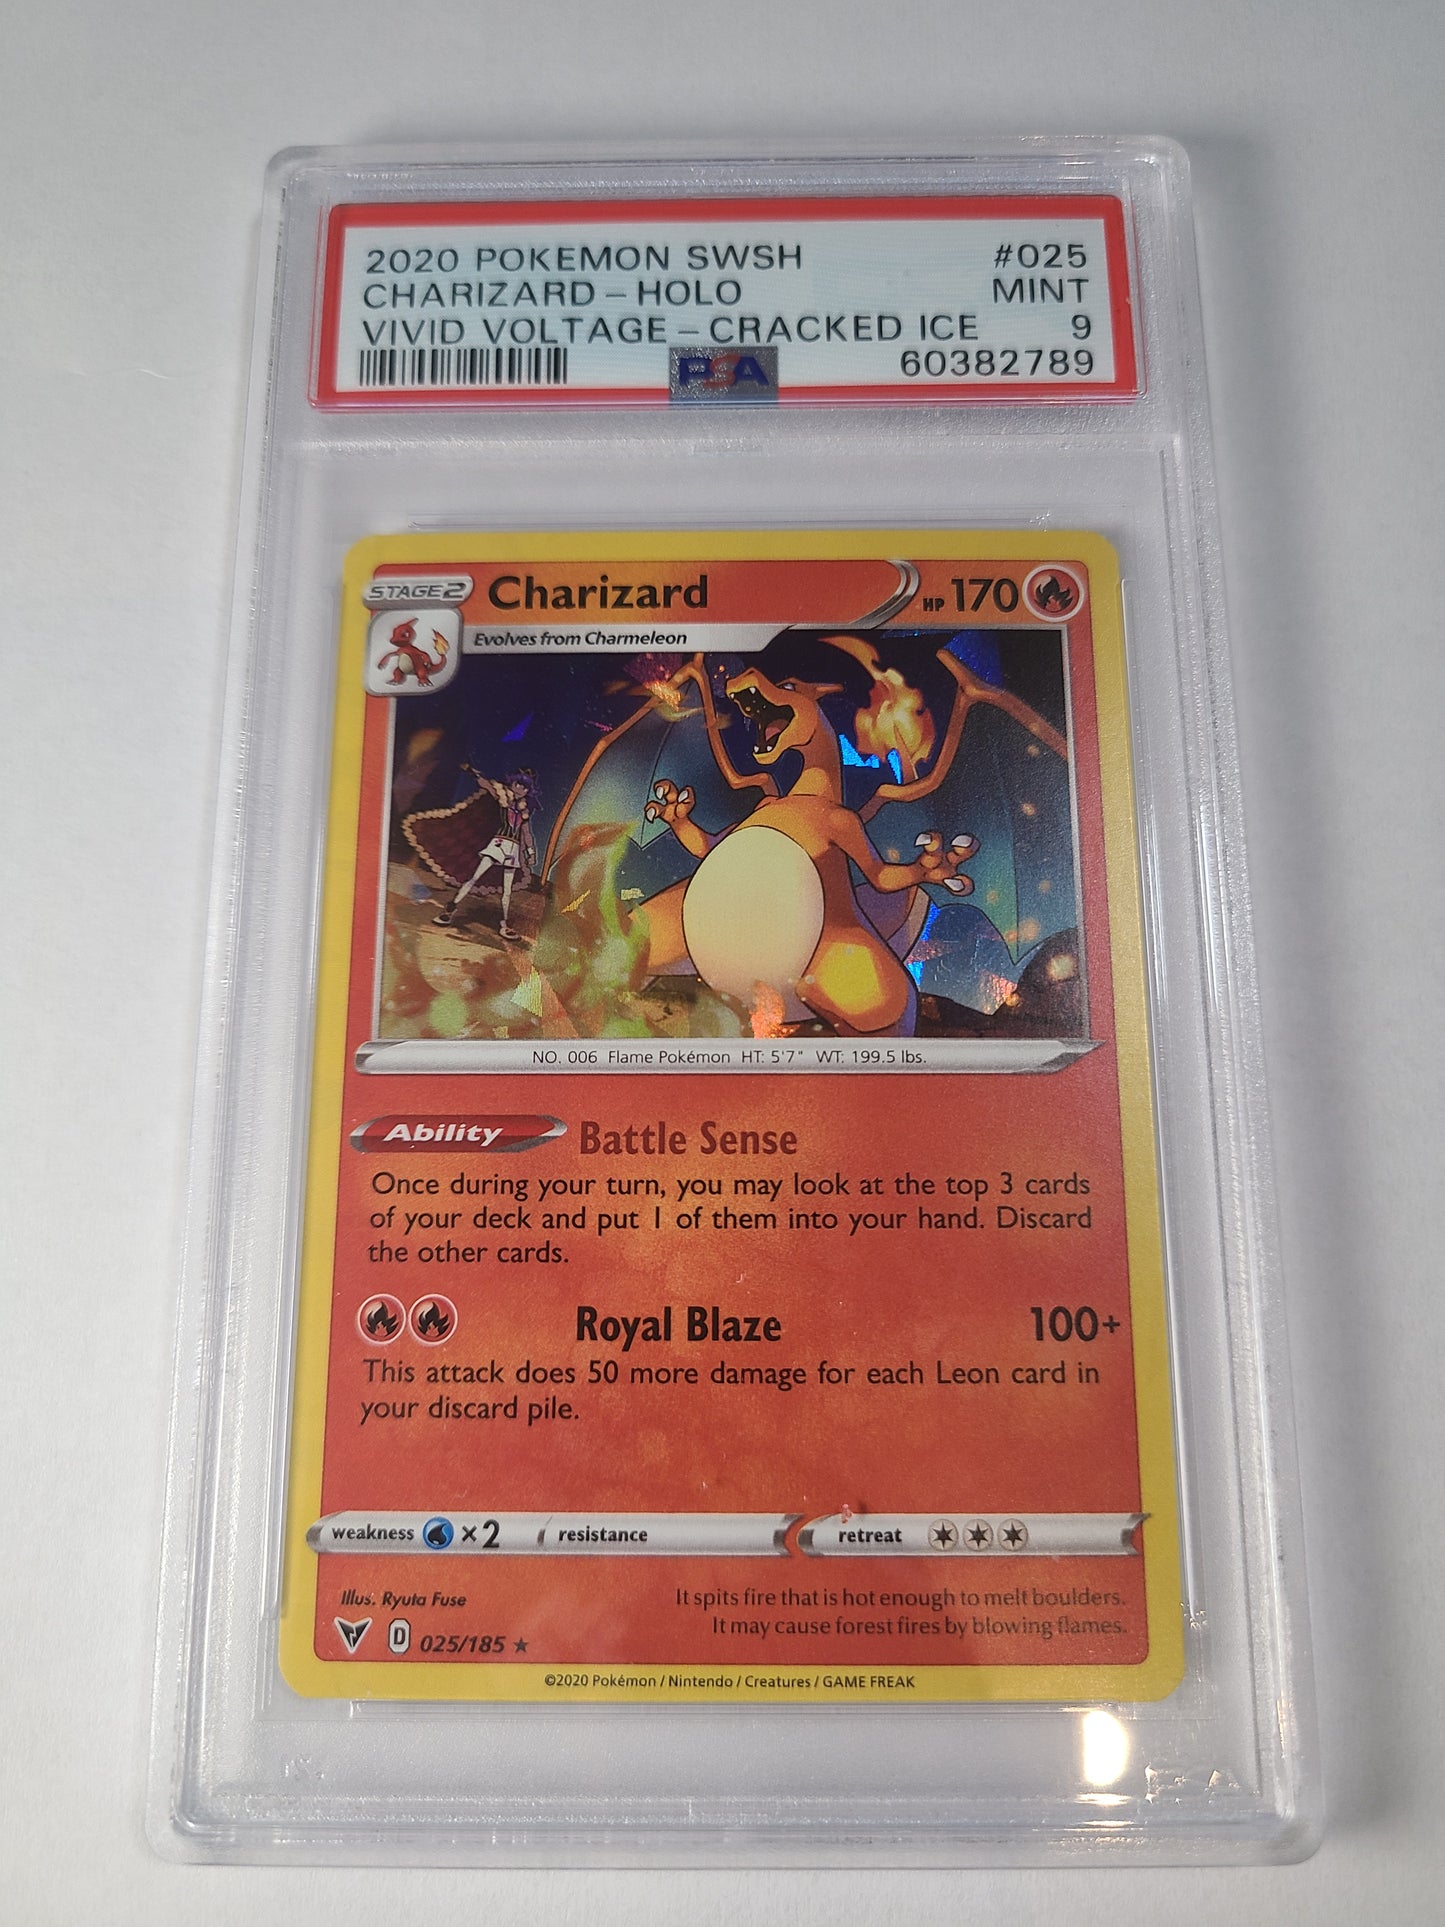 2020 POKEMON SWSH #025
CHARIZARD - HOLO MINT
VIVID VOLTAGE - CRACKED ICE 9
60382789
PSA
STAGE 2 Charizard HP 170
Evolves from Charmeleon
NO. 006 Flame Pokémon HT: 5'7" WT: 199.5 lbs.
Ability Battle Sense
Once during your turn, you may look at the top 3 cards
of your deck and put 1 of them into your hand. Discard
the other cards.
Royal Blaze 100+
This attack does 50 more damage for each Leon card in
your discard pile.
weakness ×2 resistance retreat
Illus. Ryuta Fuse
It spits fire that is hot enough to melt boulders.
It may cause forest fires by blowing flames.
D 025/185 ★
©2020 Pokémon / Nintendo / Creatures / GAME FREAK